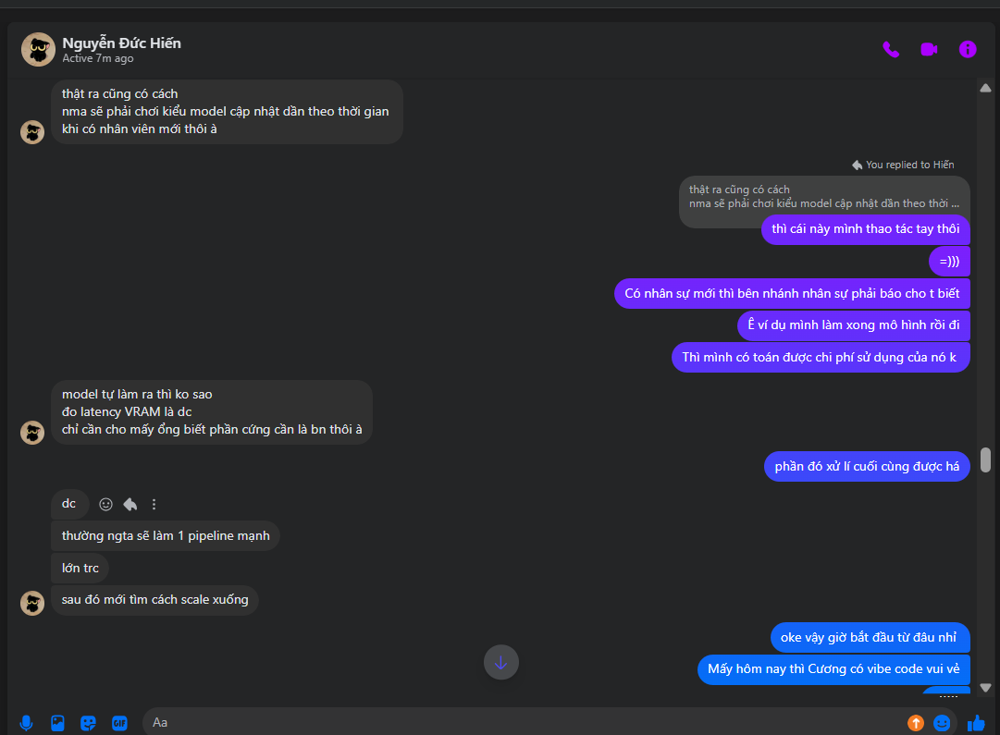 Nguyễn Đức Hiến
Active 7m ago
thật ra cũng có cách
nma sẽ phải chơi kiểu model cập nhật dần theo thời gian
khi có nhân viên mới thôi à
You replied to Hiến
thật ra cũng có cách
nma sẽ phải chơi kiểu model cập nhật dần theo thời ...
thì cái này mình thao tác tay thôi
=)))
Có nhân sự mới thì bên nhánh nhân sự phải báo cho t biết
Ê ví dụ mình làm xong mô hình rồi đi
Thì mình có toán được chi phí sử dụng của nó k
model tự làm ra thì ko sao
đo latency VRAM là dc
chỉ cần cho mấy ổng biết phần cứng cần là bn thôi à
phần đó xử lí cuối cùng được há
dc
thường ngta sẽ làm 1 pipeline mạnh
lớn trc
sau đó mới tìm cách scale xuống
oke vậy giờ bắt đầu từ đâu nhỉ
Mấy hôm nay thì Cương có vibe code vui vẻ
GIF
Aa